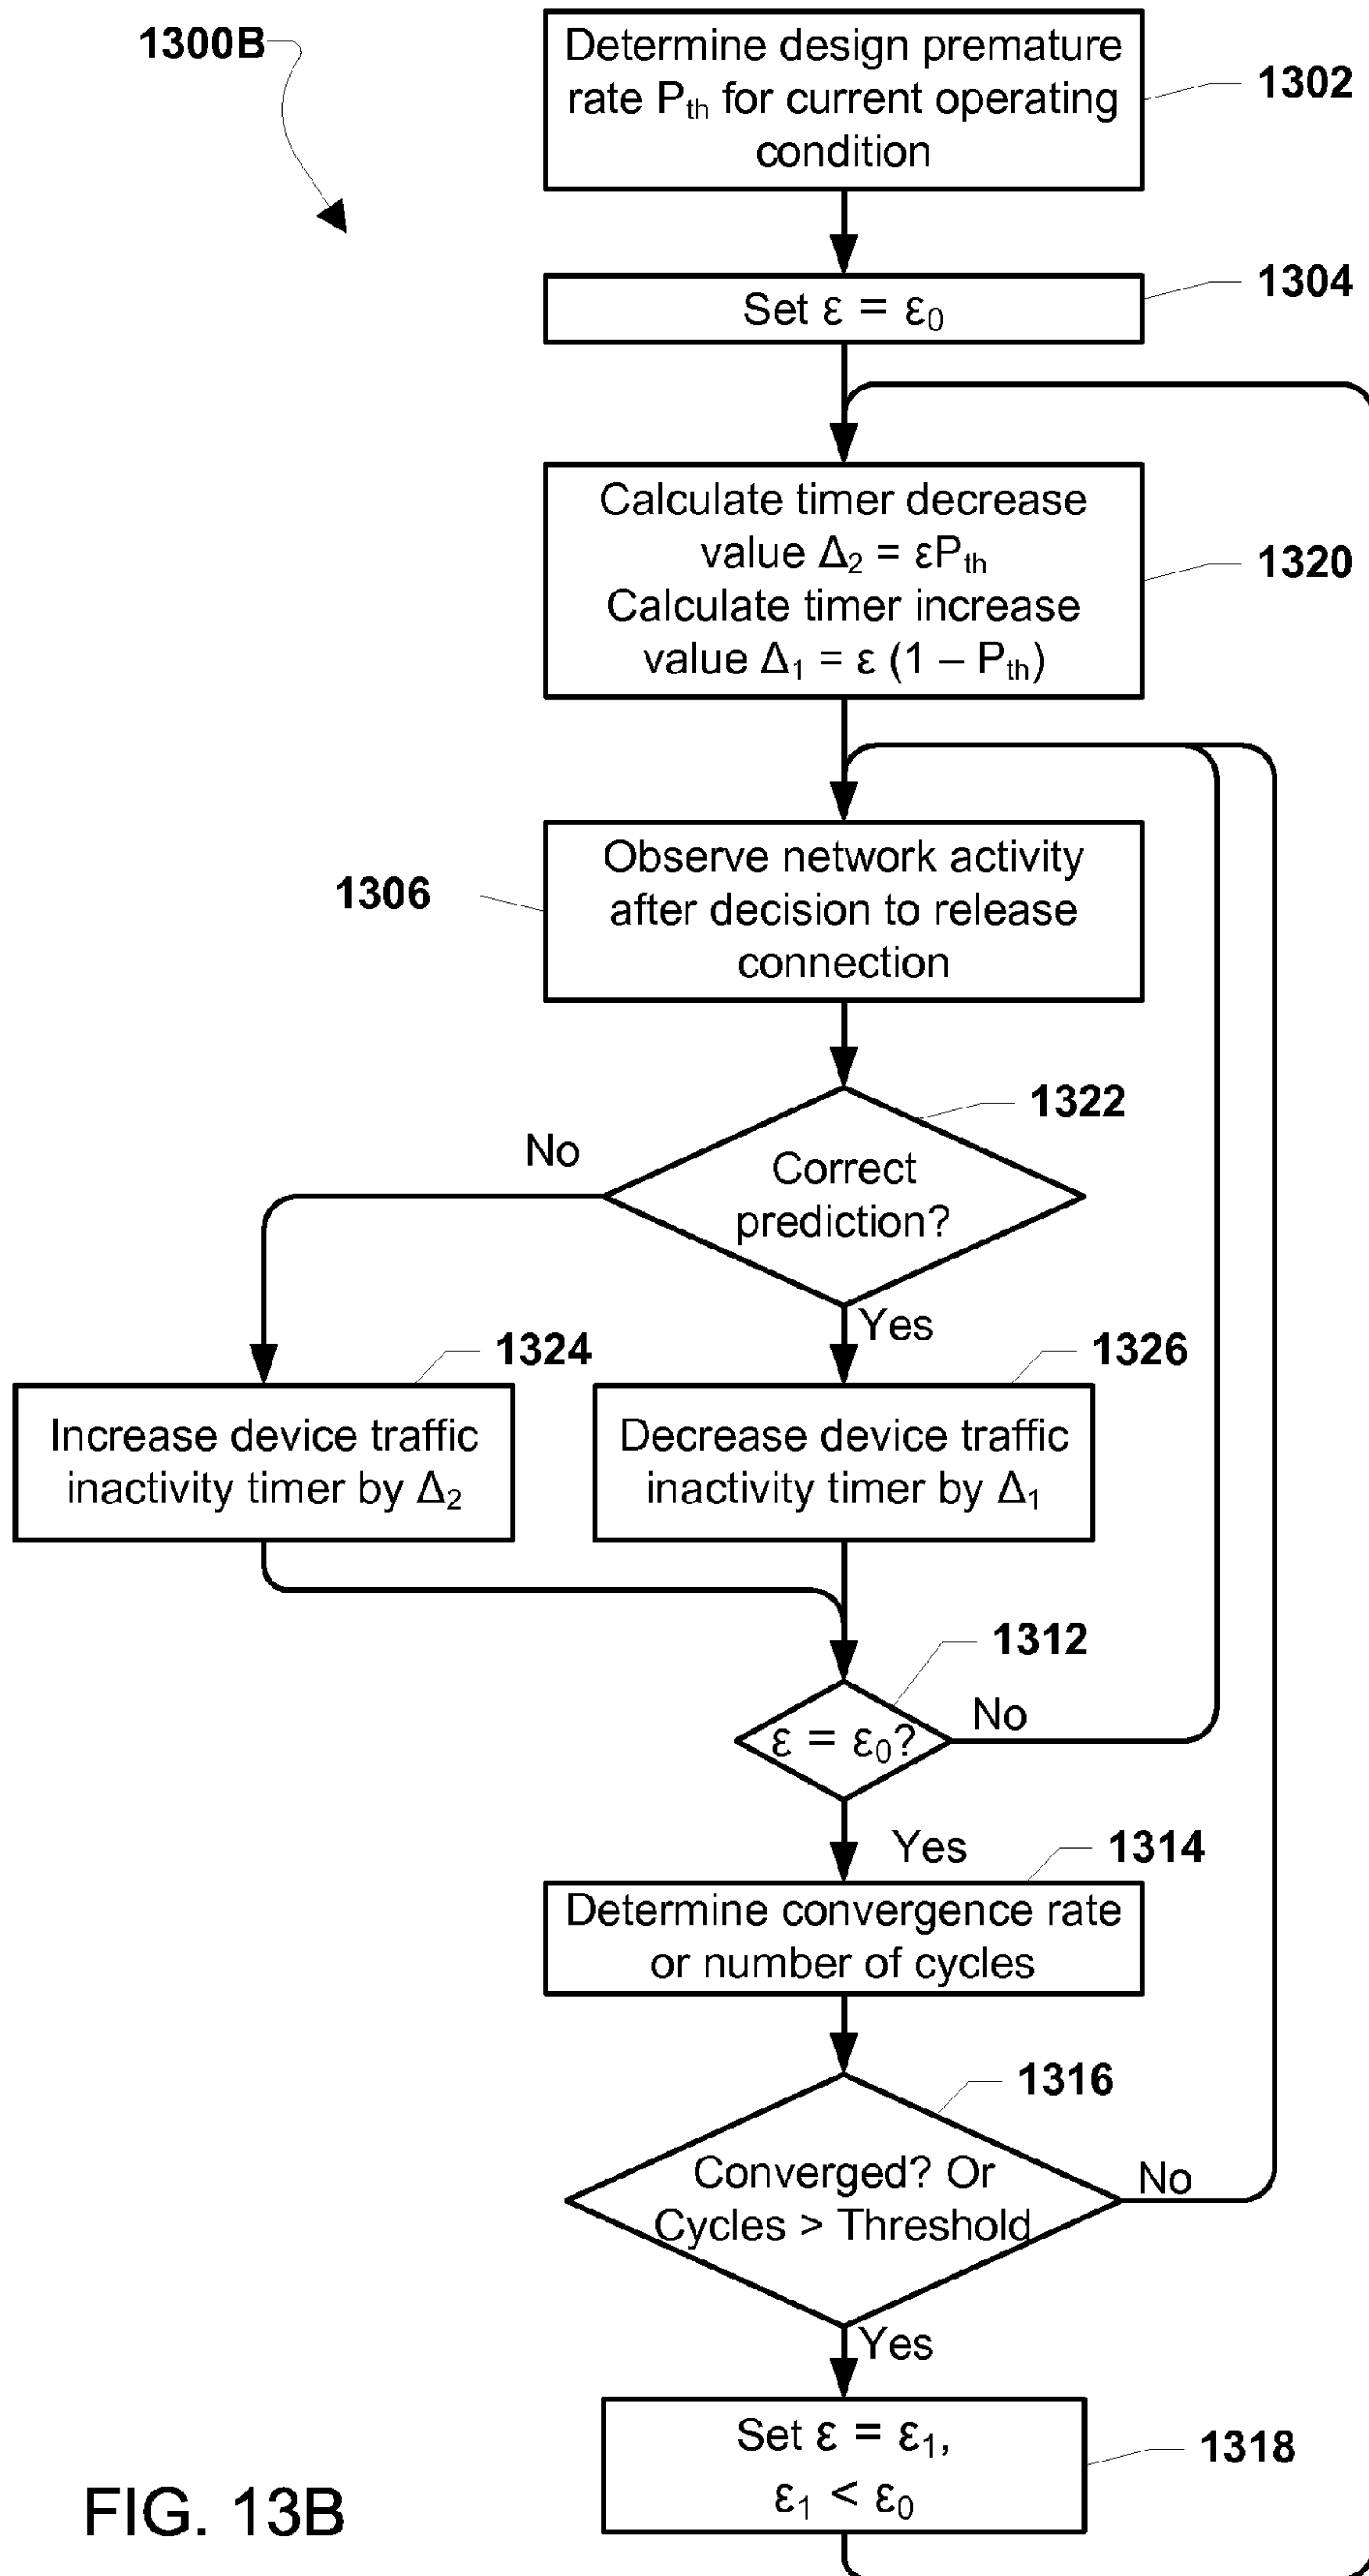 1300B
Determine design premature
rate Pth for current operating
condition
1302
Set ε = ε0
1304
Calculate timer decrease
value Δ2 = εPth
Calculate timer increase
value Δ1 = ε (1 – Pth)
1320
Observe network activity
after decision to release
connection
1306
Correct
prediction?
1322
No
Yes
Increase device traffic
inactivity timer by Δ2
1324
Decrease device traffic
inactivity timer by Δ1
1326
ε = ε0?
1312
No
Yes
Determine convergence rate
or number of cycles
1314
Converged? Or
Cycles > Threshold
1316
No
Yes
Set ε = ε1,
ε1 < ε0
1318
FIG. 13B